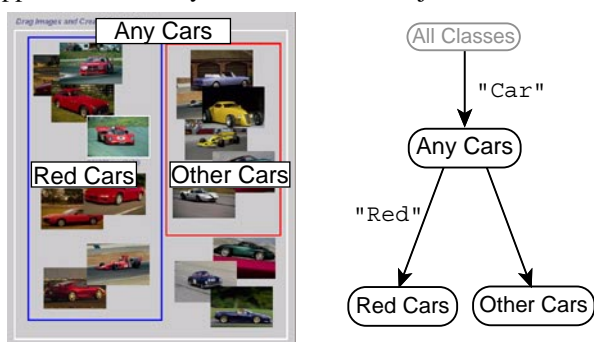 Drag Images and Crea
Any Cars
Red Cars
Other Cars
All Classes
"Car"
Any Cars
"Red"
Red Cars
Other Cars